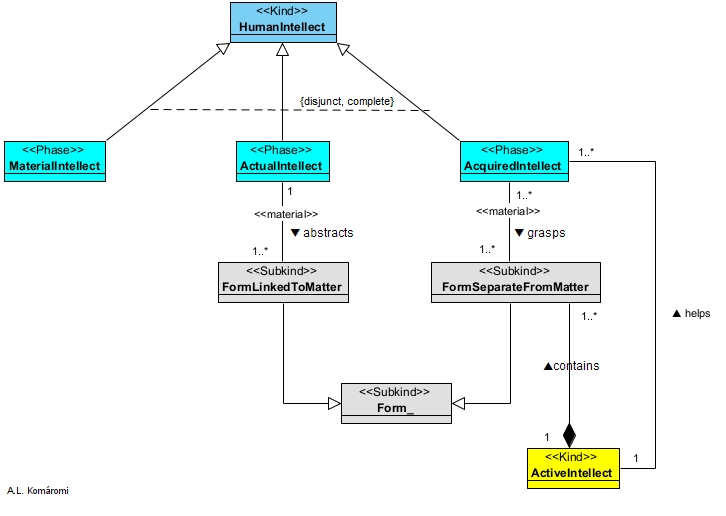 <<Kind>>
HumanIntellect
{disjunct, complete}
<<Phase>>
MaterialIntellect
<<Phase>>
ActualIntellect
<<Phase>>
AcquiredIntellect
1..*
1
1..*
<<material>>
<<material>>
▼ abstracts
▼ grasps
1..*
1..*
<<Subkind>>
FormLinkedToMatter
<<Subkind>>
FormSeparateFromMatter
1..*
▲ helps
▲contains
<<Subkind>>
Form_
1
1
<<Kind>>
ActiveIntellect
A.L. Komáromi